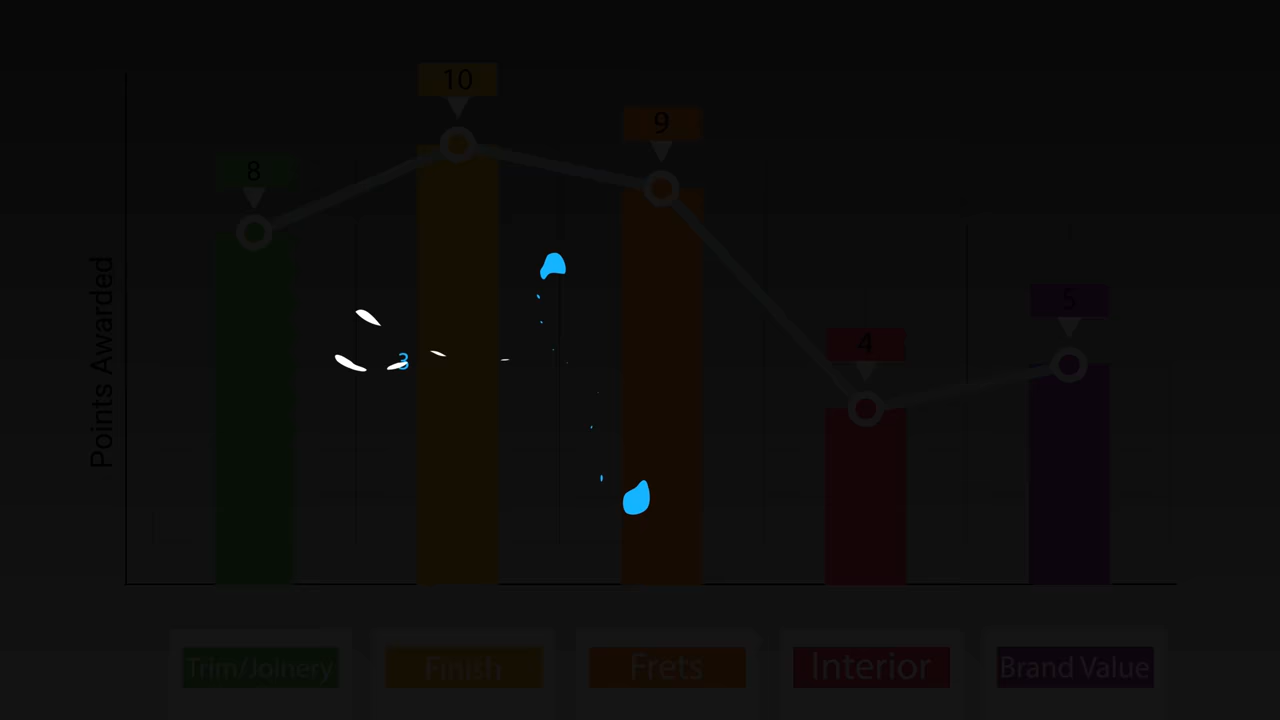 10
9
8
5
4
3
Points Awarded
Trim/Joinery
Finish
Frets
Interior
Brand Value